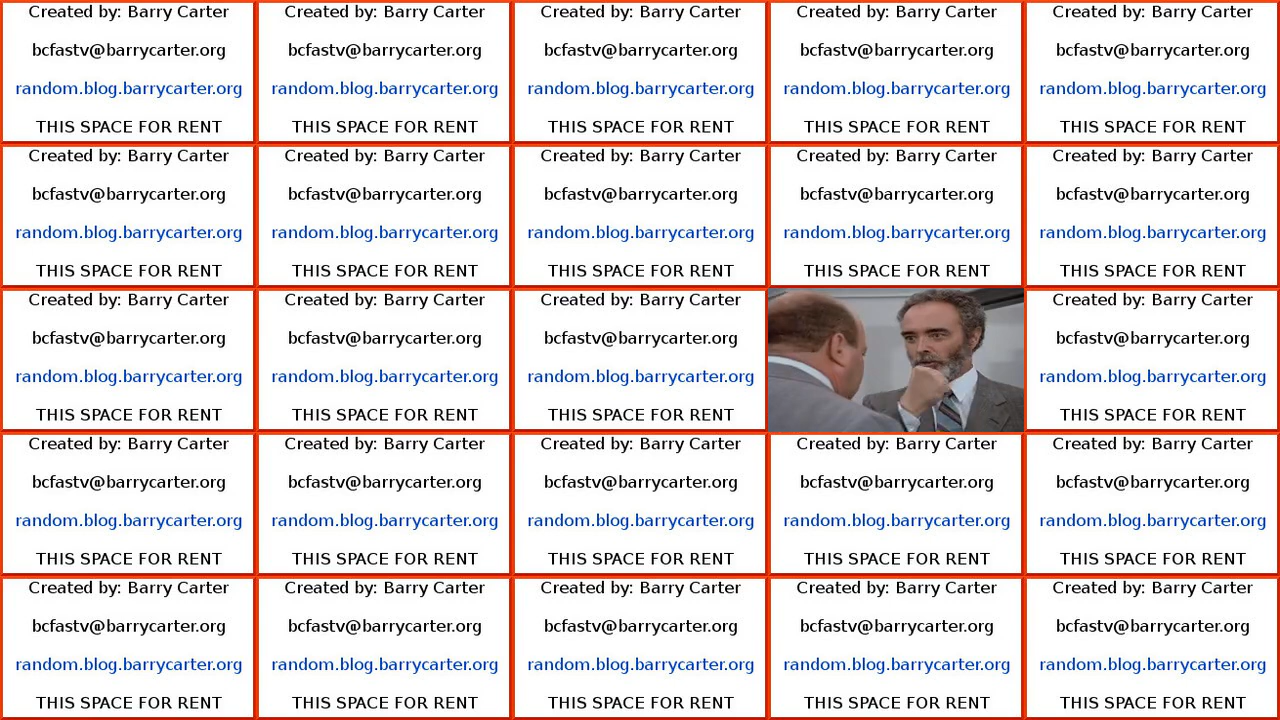 Created by: Barry Carter Created by: Barry Carter Created by: Barry Carter Created by: Barry Carter Created by: Barry Carter
bcfastv@barrycarter.org bcfastv@barrycarter.org bcfastv@barrycarter.org bcfastv@barrycarter.org bcfastv@barrycarter.org
random.blog.barrycarter.org random.blog.barrycarter.org random.blog.barrycarter.org random.blog.barrycarter.org random.blog.barrycarter.org
THIS SPACE FOR RENT THIS SPACE FOR RENT THIS SPACE FOR RENT THIS SPACE FOR RENT THIS SPACE FOR RENT
Created by: Barry Carter Created by: Barry Carter Created by: Barry Carter Created by: Barry Carter Created by: Barry Carter
bcfastv@barrycarter.org bcfastv@barrycarter.org bcfastv@barrycarter.org bcfastv@barrycarter.org bcfastv@barrycarter.org
random.blog.barrycarter.org random.blog.barrycarter.org random.blog.barrycarter.org random.blog.barrycarter.org random.blog.barrycarter.org
THIS SPACE FOR RENT THIS SPACE FOR RENT THIS SPACE FOR RENT THIS SPACE FOR RENT THIS SPACE FOR RENT
Created by: Barry Carter Created by: Barry Carter Created by: Barry Carter Created by: Barry Carter
bcfastv@barrycarter.org bcfastv@barrycarter.org bcfastv@barrycarter.org bcfastv@barrycarter.org
random.blog.barrycarter.org random.blog.barrycarter.org random.blog.barrycarter.org random.blog.barrycarter.org
THIS SPACE FOR RENT THIS SPACE FOR RENT THIS SPACE FOR RENT THIS SPACE FOR RENT
Created by: Barry Carter Created by: Barry Carter Created by: Barry Carter Created by: Barry Carter Created by: Barry Carter
bcfastv@barrycarter.org bcfastv@barrycarter.org bcfastv@barrycarter.org bcfastv@barrycarter.org bcfastv@barrycarter.org
random.blog.barrycarter.org random.blog.barrycarter.org random.blog.barrycarter.org random.blog.barrycarter.org random.blog.barrycarter.org
THIS SPACE FOR RENT THIS SPACE FOR RENT THIS SPACE FOR RENT THIS SPACE FOR RENT THIS SPACE FOR RENT
Created by: Barry Carter Created by: Barry Carter Created by: Barry Carter Created by: Barry Carter Created by: Barry Carter
bcfastv@barrycarter.org bcfastv@barrycarter.org bcfastv@barrycarter.org bcfastv@barrycarter.org bcfastv@barrycarter.org
random.blog.barrycarter.org random.blog.barrycarter.org random.blog.barrycarter.org random.blog.barrycarter.org random.blog.barrycarter.org
THIS SPACE FOR RENT THIS SPACE FOR RENT THIS SPACE FOR RENT THIS SPACE FOR RENT THIS SPACE FOR RENT